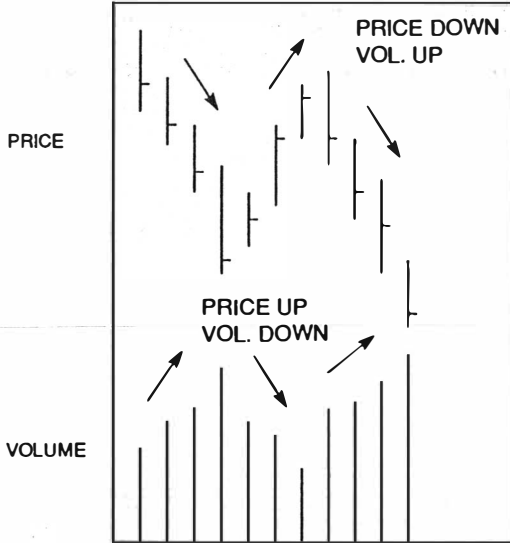 PRICE DOWN
VOL. UP
PRICE
PRICE UP
VOL. DOWN
VOLUME